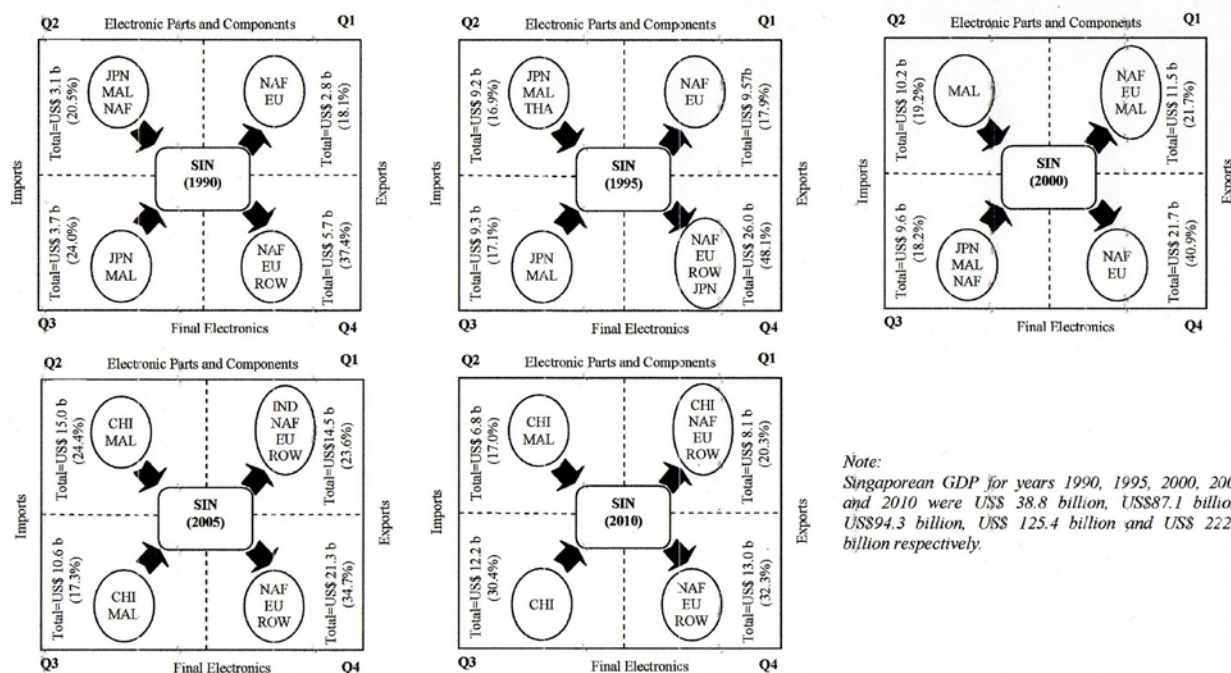 Q2 Electronic Parts and Components Q1
Imports
Total=US$ 3.1 b
(20.5%)
JPN
MAL
NAF
NAF
EU
Total=US$ 2.8 b
(18.1%)
SIN
(1990)
Total=US$ 3.7 b
(24.0%)
JPN
MAL
NAF
EU
ROW
Total=US$ 5.7 b
(37.4%)
Exports
Q3 Final Electronics Q4
Q2 Electronic Parts and Components Q1
Imports
Total=US$ 9.2 b
(16.9%)
JPN
MAL
THA
NAF
EU
Total=US$ 9.57b
(17.9%)
SIN
(1995)
Total=US$ 9.3 b
(17.1%)
JPN
MAL
NAF
EU
ROW
JPN
Total=US$ 26.0 b
(48.1%)
Exports
Q3 Final Electronics Q4
Q2 Electronic Parts and Components Q1
Imports
Total=US$ 10.2 b
(19.2%)
MAL
NAF
EU
MAL
Total=US$ 11.5 b
(21.7%)
SIN
(2000)
Total=US$ 9.6 b
(18.2%)
JPN
MAL
NAF
NAF
EU
Total=US$ 21.7 b
(40.9%)
Exports
Q3 Final Electronics Q4
Q2 Electronic Parts and Components Q1
Imports
Total=US$ 15.0 b
(24.4%)
CHI
MAL
IND
NAF
EU
ROW
Total=US$14.5 b
(23.6%)
SIN
(2005)
Total=US$ 10.6 b
(17.3%)
CHI
MAL
NAF
EU
ROW
Total=US$ 21.3 b
(34.7%)
Exports
Q3 Final Electronics Q4
Q2 Electronic Parts and Components Q1
Imports
Total=US$ 6.8 b
(17.0%)
CHI
MAL
CHI
NAF
EU
ROW
Total=US$ 8.1 b
(20.3%)
SIN
(2010)
Total=US$ 12.2 b
(30.4%)
CHI
NAF
EU
ROW
Total=US$ 13.0 b
(32.3%)
Exports
Q3 Final Electronics Q4
Note:
Singaporean GDP for years 1990, 1995, 2000,
and 2010 were US$ 38.8 billion, US$87.1
US$94.3 billion, US$ 125.4 billion and US$
billion respectively.